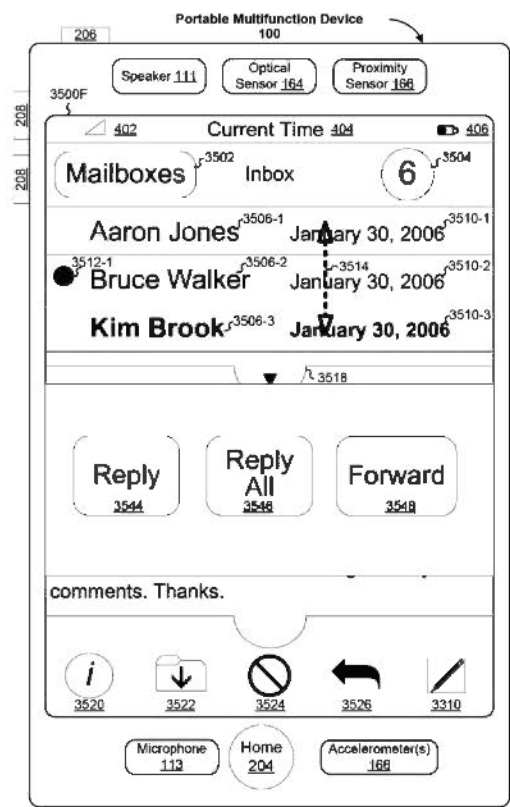 Portable Multifunction Device
206
100
Speaker 111
Optical
Sensor 164
Proximity
Sensor 166
3500F
208
208
402
Current Time 404
406
Mailboxes
3502
Inbox
6
3504
Aaron Jones
3506-1
January 30, 2006
3510-1
3512-1
Bruce Walker
3506-2
3514
January 30, 2006
3510-2
Kim Brook
3506-3
January 30, 2006
3510-3
3518
Reply
3544
Reply
All
3546
Forward
3548
comments. Thanks.
i
3520
3522
3524
3526
3310
Microphone
113
Home
204
Accelerometer(s)
168